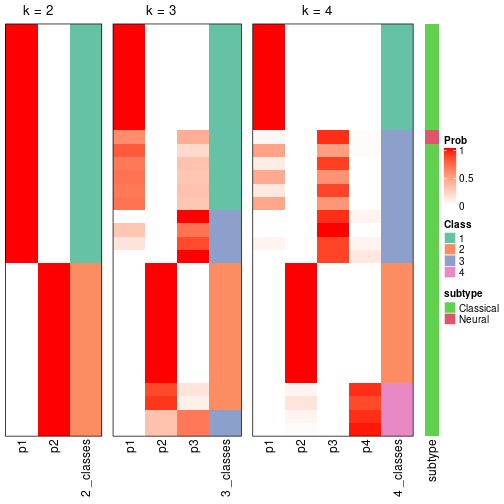 k = 2
k = 3
k = 4
Prob
1
0.5
0
Class
1
2
3
4
subtype
Classical
Neural
p1
p2
2_classes
p1
p2
p3
3_classes
p1
p2
p3
p4
4_classes
subtype